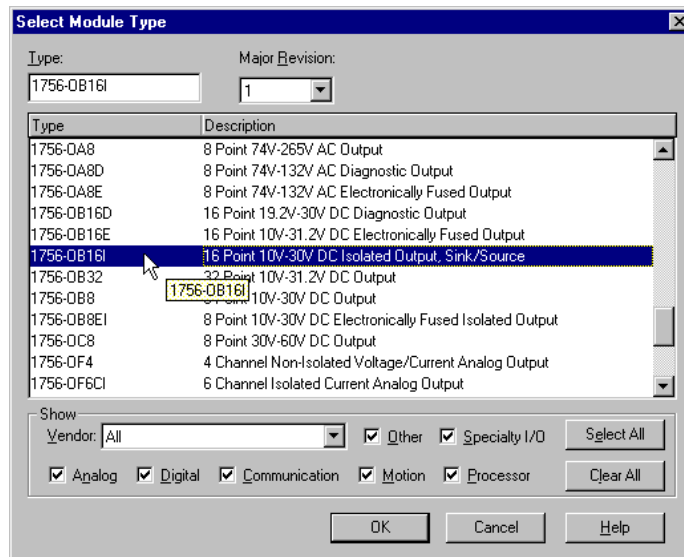 Select Module Type
Type: Major Revision:
1756-OB16I 1
Type Description
1756-OA8 8 Point 74V-265V AC Output
1756-OA8D 8 Point 74V-132V AC Diagnostic Output
1756-OA8E 8 Point 74V-132V AC Electronically Fused Output
1756-OB16D 16 Point 19.2V-30V DC Diagnostic Output
1756-OB16E 16 Point 10V-31.2V DC Electronically Fused Output
1756-OB16I 16 Point 10V-30V DC Isolated Output, Sink/Source
1756-OB32 32 Point 10V-31.2V DC Output
1756-OB16I
1756-OB8 10V-30V DC Output
1756-OB8EI 8 Point 10V-30V DC Electronically Fused Isolated Output
1756-OC8 8 Point 30V-60V DC Output
1756-OF4 4 Channel Non-Isolated Voltage/Current Analog Output
1756-OF6CI 6 Channel Isolated Current Analog Output
Show
Vendor: All Other Specialty I/O Select All
Analog Digital Communication Motion Processor Clear All
OK Cancel Help